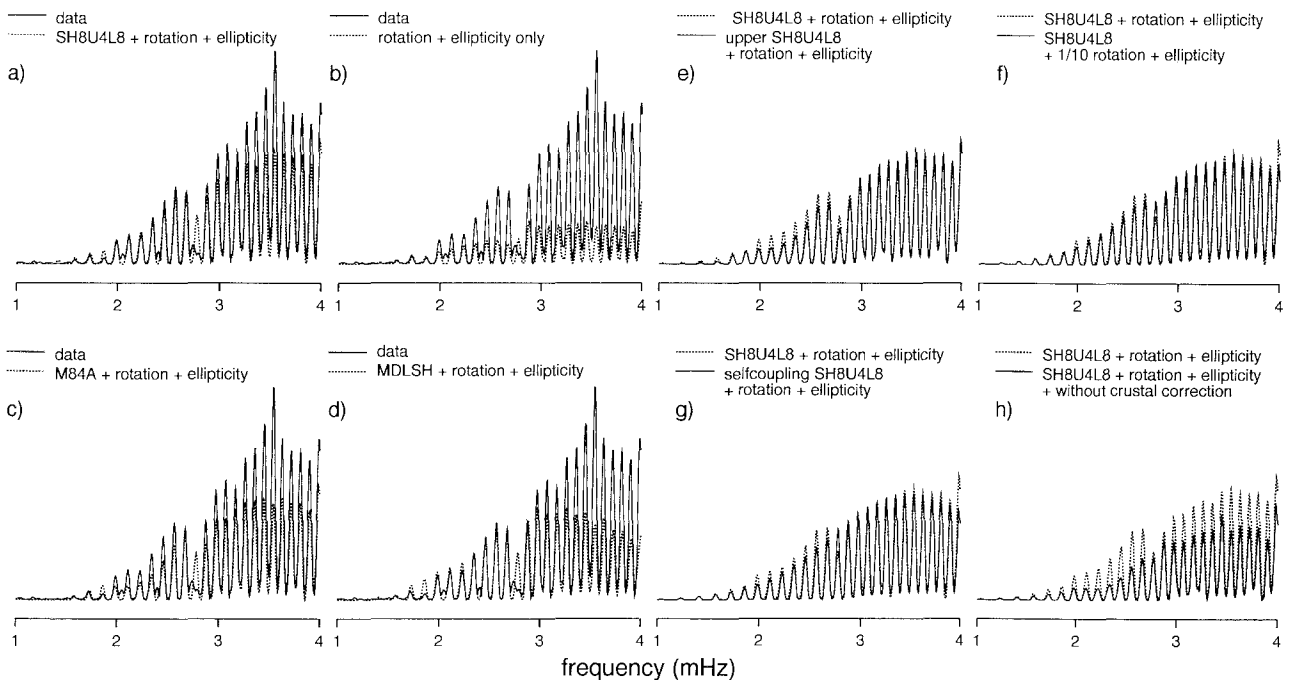 data
SH8U4L8 + rotation + ellipticity
a)
1 2 3 4
data
rotation + ellipticity only
b)
1 2 3 4
SH8U4L8 + rotation + ellipticity
upper SH8U4L8
+ rotation + ellipticity
e)
1 2 3 4
SH8U4L8 + rotation + ellipticity
SH8U4L8
+ 1/10 rotation + ellipticity
f)
1 2 3 4
data
M84A + rotation + ellipticity
c)
1 2 3 4
data
MDLSH + rotation + ellipticity
d)
1 2 3 4
SH8U4L8 + rotation + ellipticity
selfcoupling SH8U4L8
+ rotation + ellipticity
g)
1 2 3 4
SH8U4L8 + rotation + ellipticity
SH8U4L8 + rotation + ellipticity
+ without crustal correction
h)
1 2 3 4
frequency (mHz)